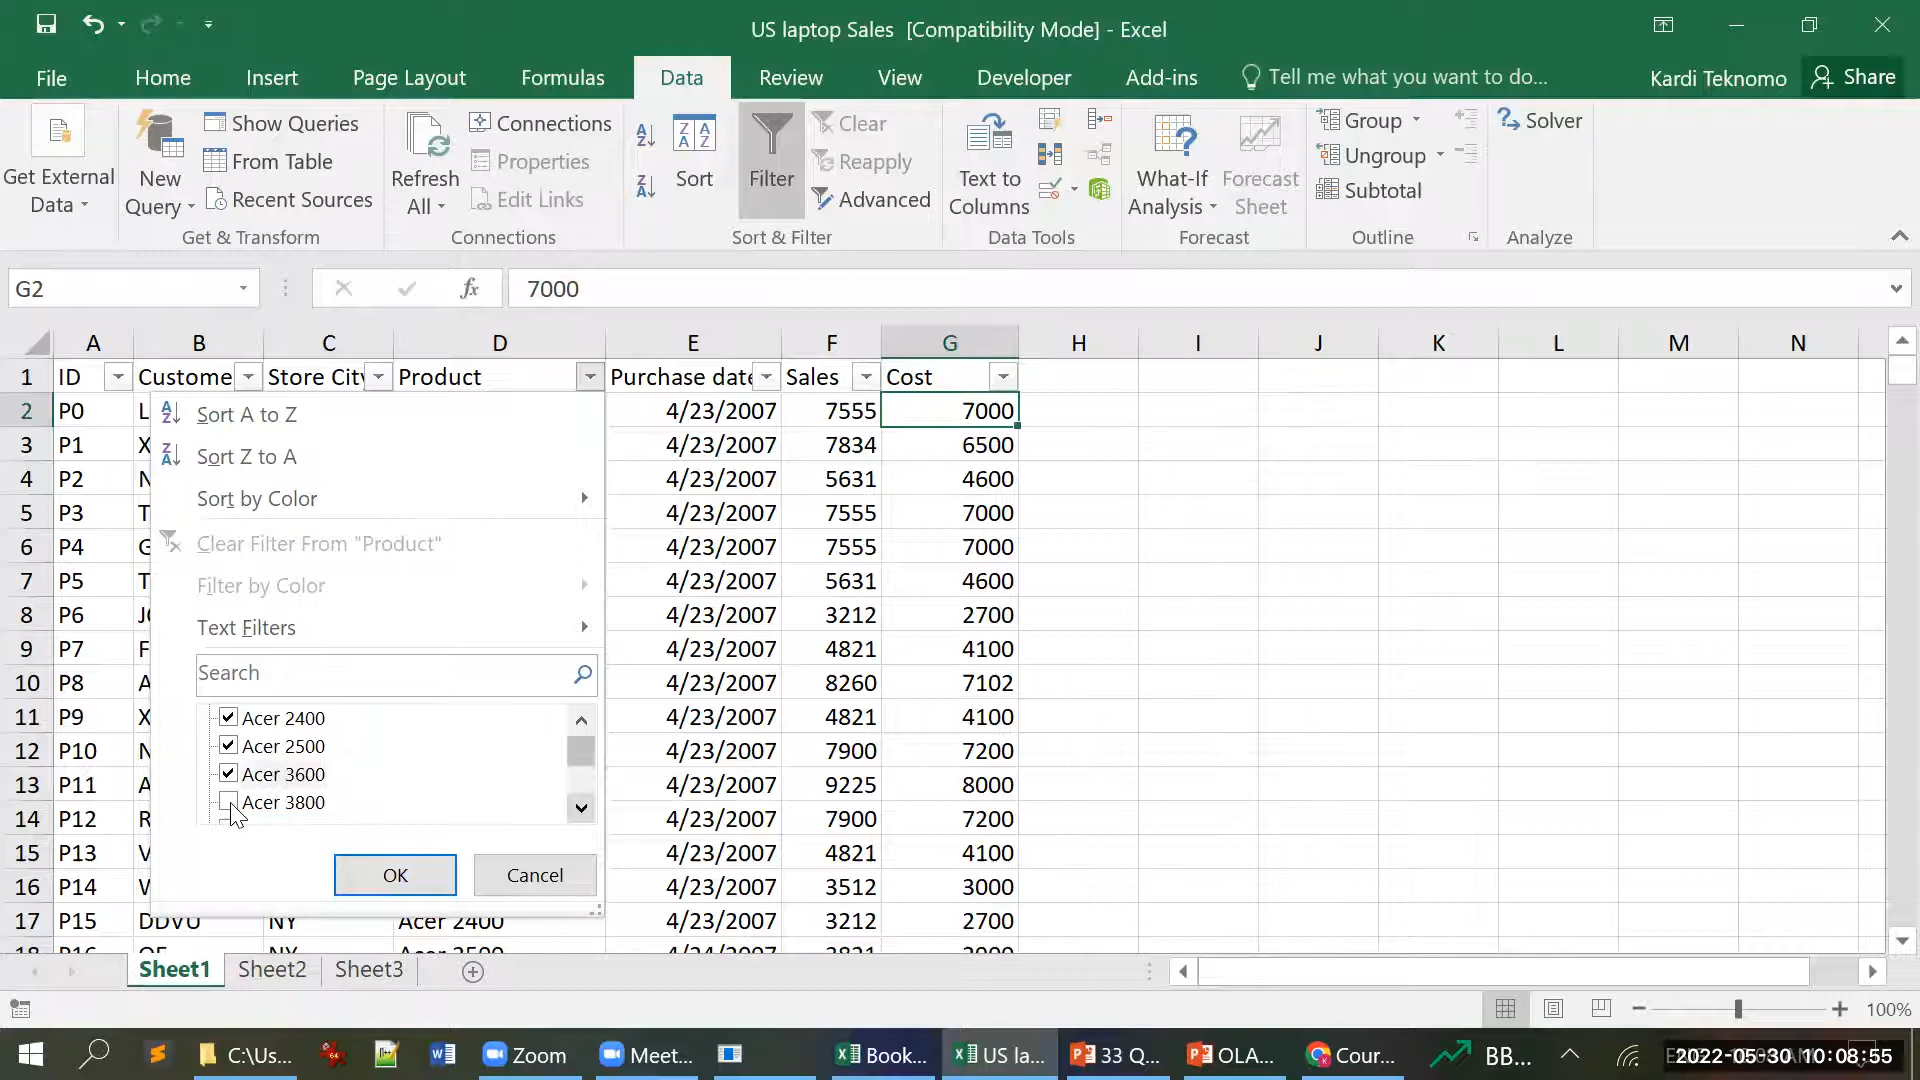 US laptop Sales [Compatibility Mode] - Excel
File Home Insert Page Layout Formulas Data Review View Developer Add-ins Tell me what you want to do... Kardi Teknomo Share
Get External Data
New Query
Show Queries
From Table
Recent Sources
Get & Transform
Refresh All
Connections
Properties
Edit Links
Connections
Sort
Filter
Clear
Reapply
Advanced
Sort & Filter
Text to Columns
Data Tools
What-If Analysis
Forecast Sheet
Forecast
Group
Ungroup
Subtotal
Outline
Solver
Analyze
G2 fx 7000
A B C D E F G H I J K L M N
1 ID Custome Store City Product Purchase date Sales Cost
2 P0 L 4/23/2007 7555 7000
3 P1 X 4/23/2007 7834 6500
4 P2 N 4/23/2007 5631 4600
5 P3 T 4/23/2007 7555 7000
6 P4 G 4/23/2007 7555 7000
7 P5 T 4/23/2007 5631 4600
8 P6 JC 4/23/2007 3212 2700
9 P7 F 4/23/2007 4821 4100
10 P8 A 4/23/2007 8260 7102
11 P9 X 4/23/2007 4821 4100
12 P10 N 4/23/2007 7900 7200
13 P11 A 4/23/2007 9225 8000
14 P12 R 4/23/2007 7900 7200
15 P13 V 4/23/2007 4821 4100
16 P14 W 4/23/2007 3512 3000
17 P15 DDVU NY Acer 2400 4/23/2007 3212 2700
18 P16 NY Acer 2500 4/24/2007 3821
Sort A to Z
Sort Z to A
Sort by Color
Clear Filter From "Product"
Filter by Color
Text Filters
Search
Acer 2400
Acer 2500
Acer 3600
Acer 3800
OK Cancel
Sheet1 Sheet2 Sheet3
100%
C:\Us... Zoom Meet... Book... US la... 33 Q... OLA... Cour... BB... 2022-05-30 10:08:55